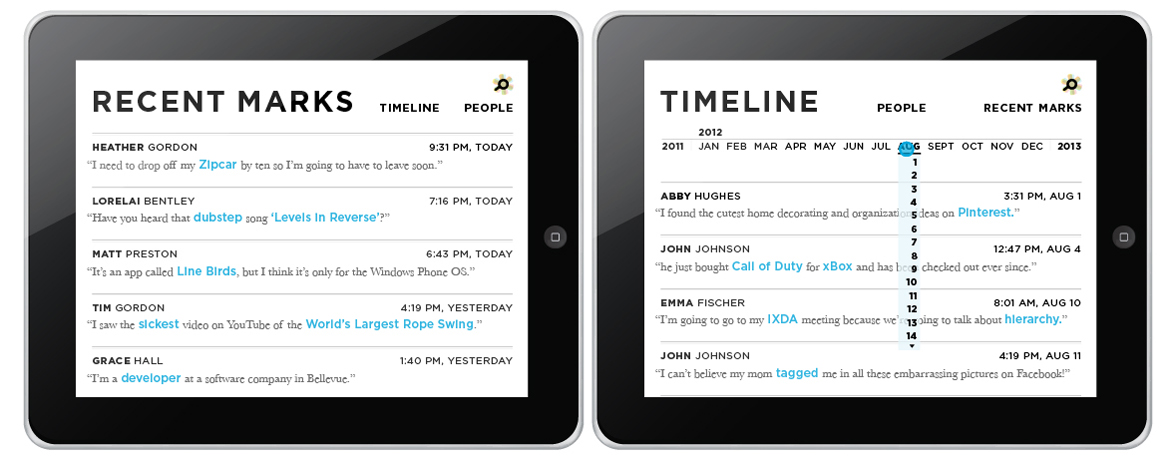 RECENT MARKS TIMELINE PEOPLE
HEATHER GORDON 9:31 PM, TODAY
“I need to drop off my Zipcar by ten so I’m going to have to leave soon.”
LORELAI BENTLEY 7:16 PM, TODAY
“Have you heard that dubstep song ‘Levels in Reverse’?”
MATT PRESTON 6:43 PM, TODAY
“It’s an app called Line Birds, but I think it’s only for the Windows Phone OS.”
TIM GORDON 4:19 PM, YESTERDAY
“I saw the sickest video on YouTube of the World’s Largest Rope Swing.”
GRACE HALL 1:40 PM, YESTERDAY
“I’m a developer at a software company in Bellevue.”
TIMELINE PEOPLE RECENT MARKS
2012
2011 JAN FEB MAR APR MAY JUN JUL AUG SEPT OCT NOV DEC 2013
1
2
3
4
5
6
7
8
9
10
11
12
13
14
ABBY HUGHES 3:31 PM, AUG 1
“I found the cutest home decorating and organization ideas on Pinterest.”
JOHN JOHNSON 12:47 PM, AUG 4
“he just bought Call of Duty for xBox and has been checked out ever since.”
EMMA FISCHER 8:01 AM, AUG 10
“I’m going to go to my IXDA meeting because we’re going to talk about hierarchy.”
JOHN JOHNSON 4:19 PM, AUG 11
“I can’t believe my mom tagged me in all these embarrassing pictures on Facebook!”